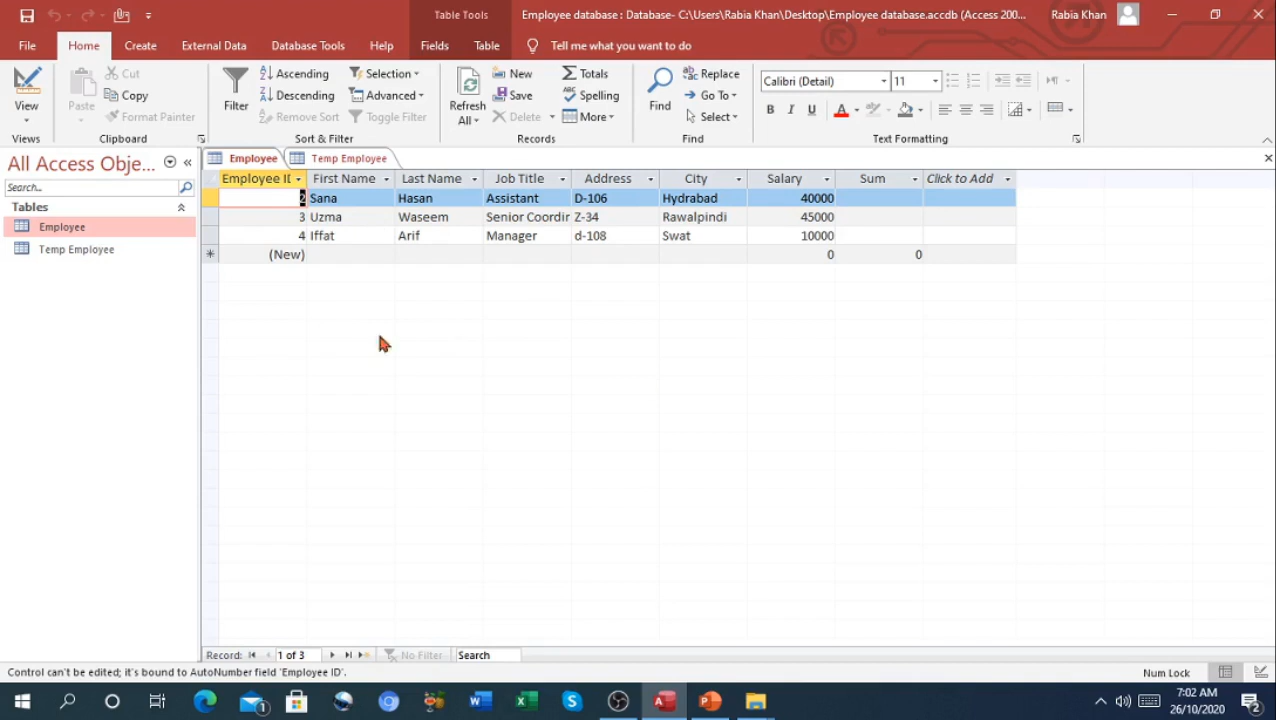 Table Tools
Employee database : Database- C:\Users\Rabia Khan\Desktop\Employee database.accdb (Access 200...
Rabia Khan
File Home Create External Data Database Tools Help Fields Table Tell me what you want to do
View
Views
Paste
Cut
Copy
Format Painter
Clipboard
Filter
Ascending
Descending
Remove Sort
Selection
Advanced
Toggle Filter
Sort & Filter
Refresh
All
New
Save
Delete
Totals
Spelling
More
Records
Find
Replace
Go To
Select
Find
Calibri (Detail) 11
B I U A
Text Formatting
All Access Obje...
Search...
Tables
Employee
Temp Employee
Employee Temp Employee
Employee ID First Name Last Name Job Title Address City Salary Sum Click to Add
2 Sana Hasan Assistant D-106 Hydrabad 40000
3 Uzma Waseem Senior Coordir Z-34 Rawalpindi 45000
4 Iffat Arif Manager d-108 Swat 10000
* (New) 0 0
Record: 1 of 3 No Filter Search
Control can't be edited; it's bound to AutoNumber field 'Employee ID'.
Num Lock
7:02 AM
26/10/2020
1
2